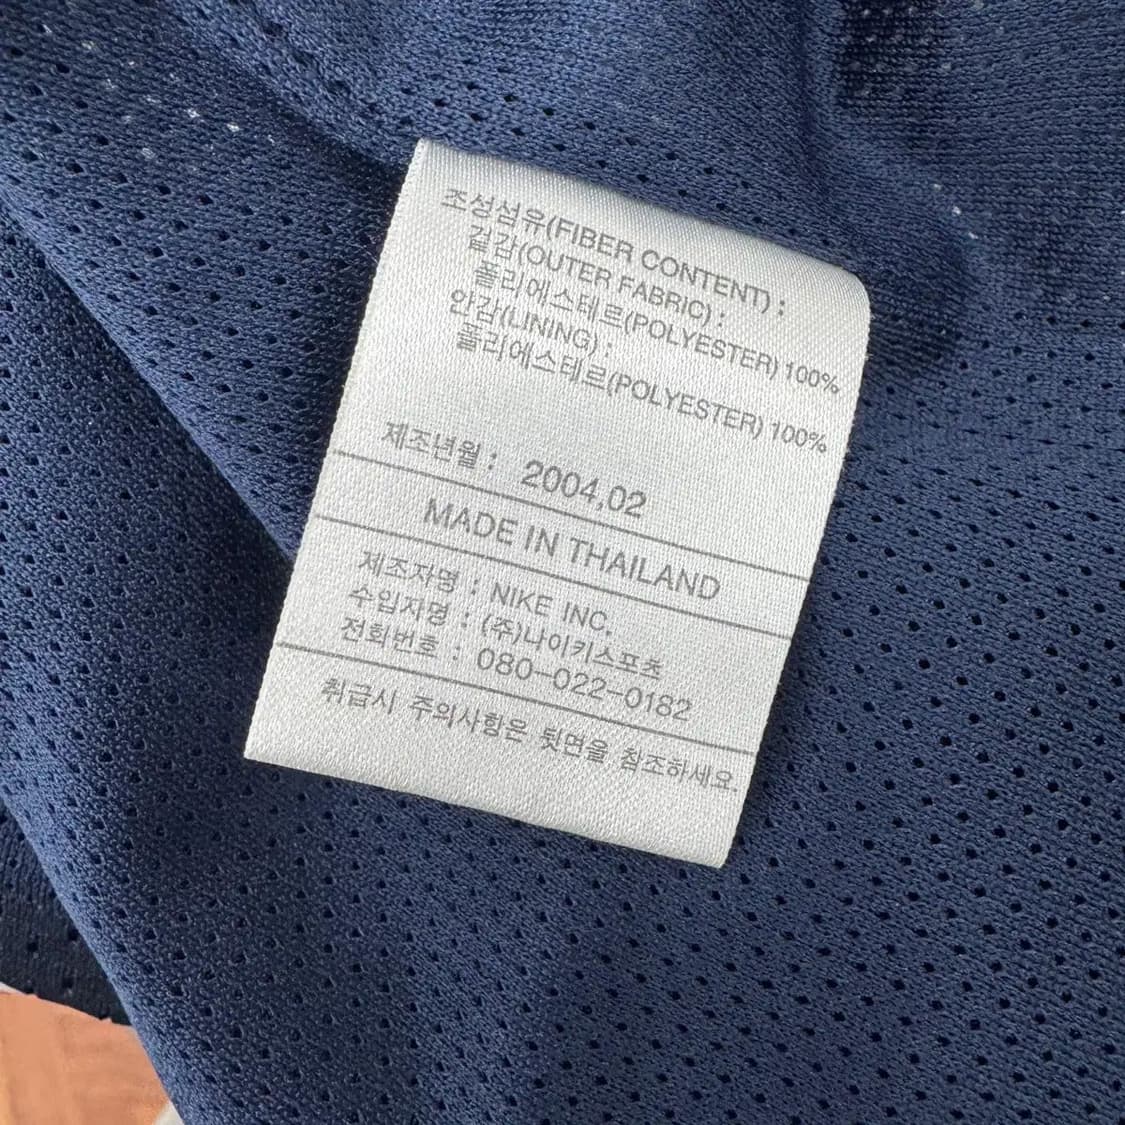 조성섬유(FIBER CONTENT) :
겉감(OUTER FABRIC) :
폴리에스테르(POLYESTER) 100%
안감(LINING) :
폴리에스테르(POLYESTER) 100%
제조년월 : 2004,02
MADE IN THAILAND
제조자명 : NIKE INC,
수입자명 : (주)나이키스포츠
전화번호 : 080-022-0182
취급시 주의사항은 뒷면을 참조하세요.